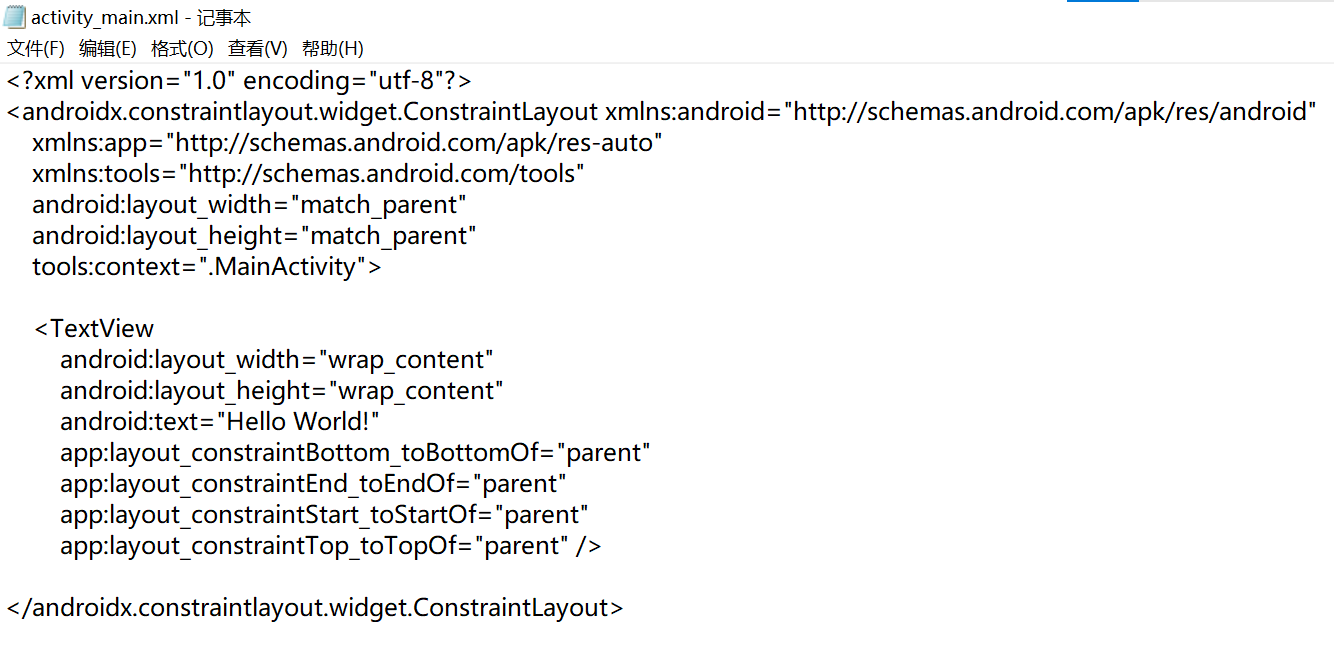 activity_main.xml - 记事本
文件(F) 编辑(E) 格式(O) 查看(V) 帮助(H)
<?xml version="1.0" encoding="utf-8"?>
<androidx.constraintlayout.widget.ConstraintLayout xmlns:android="http://schemas.android.com/apk/res/android"
    xmlns:app="http://schemas.android.com/apk/res-auto"
    xmlns:tools="http://schemas.android.com/tools"
    android:layout_width="match_parent"
    android:layout_height="match_parent"
    tools:context=".MainActivity">

    <TextView
        android:layout_width="wrap_content"
        android:layout_height="wrap_content"
        android:text="Hello World!"
        app:layout_constraintBottom_toBottomOf="parent"
        app:layout_constraintEnd_toEndOf="parent"
        app:layout_constraintStart_toStartOf="parent"
        app:layout_constraintTop_toTopOf="parent" />

</androidx.constraintlayout.widget.ConstraintLayout>